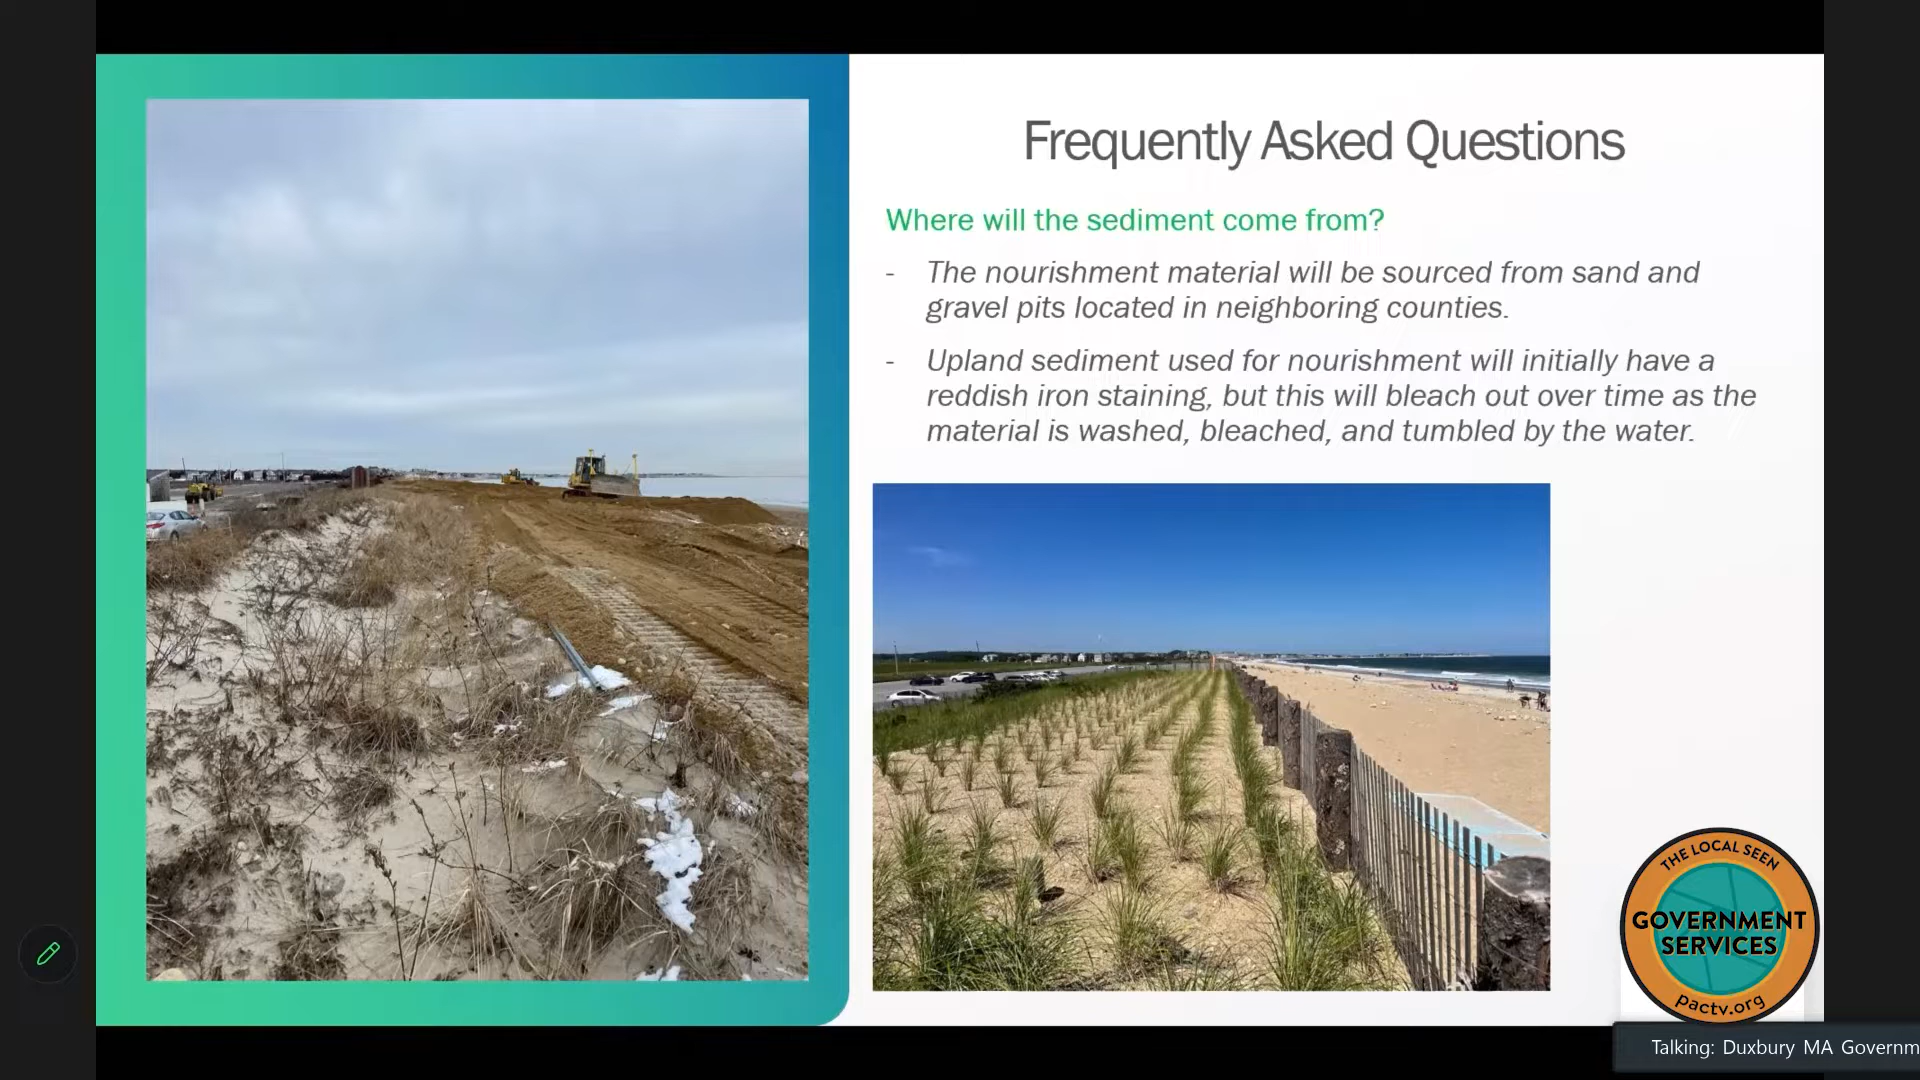 Frequently Asked Questions
Where will the sediment come from?
- The nourishment material will be sourced from sand and
gravel pits located in neighboring counties.
- Upland sediment used for nourishment will initially have a
reddish iron staining, but this will bleach out over time as the
material is washed, bleached, and tumbled by the water.
THE LOCAL SEEN
GOVERNMENT
SERVICES
pactv.org
Talking: Duxbury MA Governm